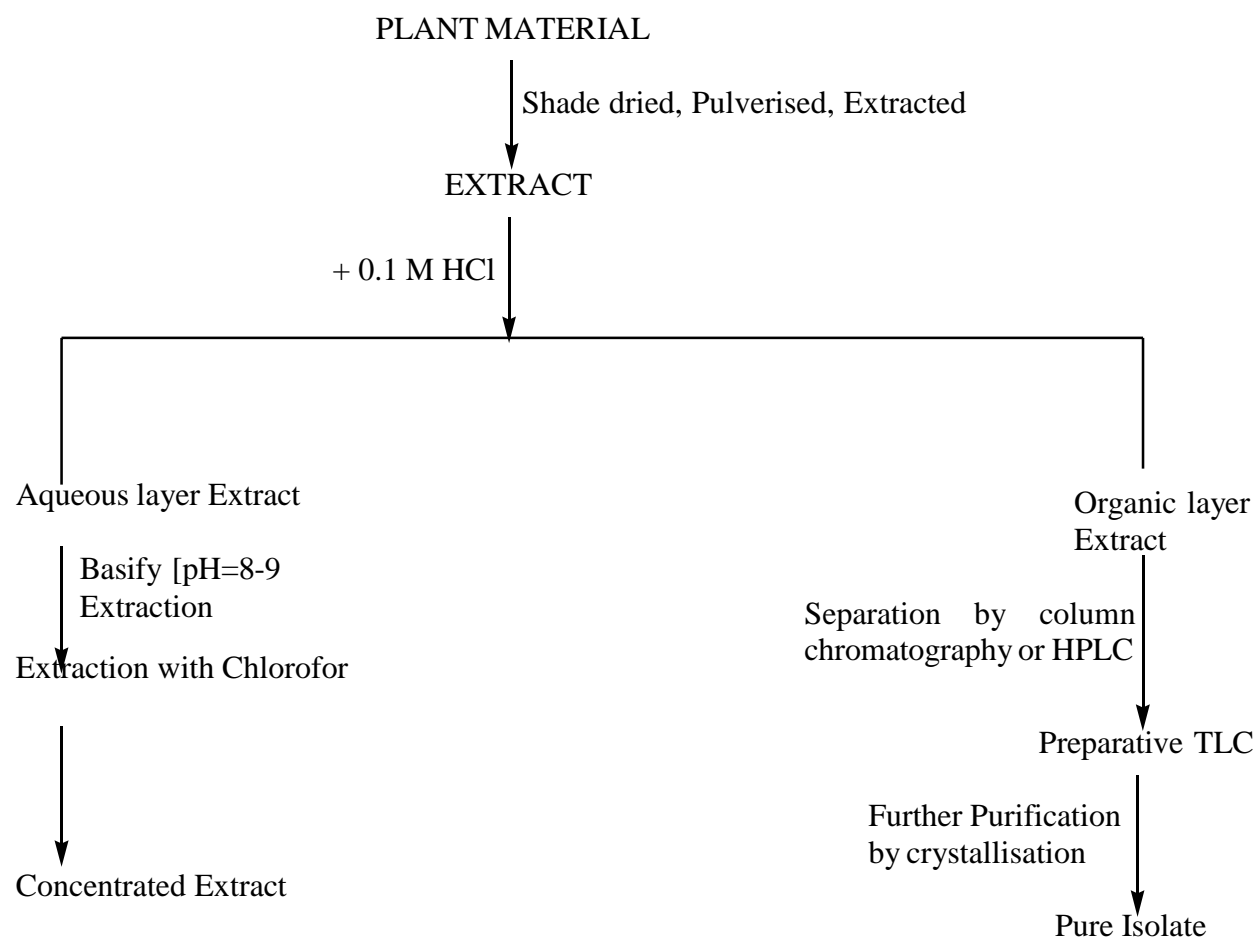 PLANT MATERIAL
Shade dried, Pulverised, Extracted
EXTRACT
+ 0.1 M HCl
Aqueous layer Extract
Basify [pH=8-9
Extraction
Extraction with Chlorofor
Concentrated Extract
Organic layer
Extract
Separation by column
chromatography or HPLC
Preparative TLC
Further Purification
by crystallisation
Pure Isolate